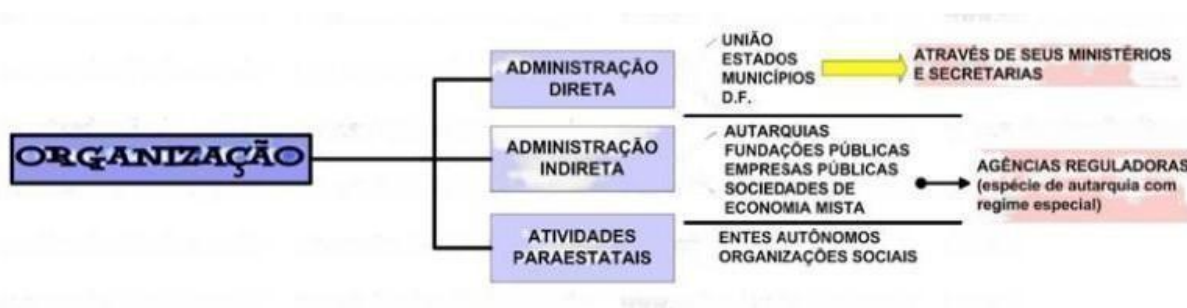 ORGANIZAÇÃO
ADMINISTRAÇÃO
DIRETA
UNIÃO
ESTADOS
MUNICÍPIOS
D.F.
ATRAVÉS DE SEUS MINISTÉRIOS
E SECRETARIAS
ADMINISTRAÇÃO
INDIRETA
AUTARQUIAS
FUNDAÇÕES PÚBLICAS
EMPRESAS PÚBLICAS
SOCIEDADES DE
ECONOMIA MISTA
AGÊNCIAS REGULADORAS
(espécie de autarquia com
regime especial)
ATIVIDADES
PARAESTATAIS
ENTES AUTÔNOMOS
ORGANIZAÇÕES SOCIAIS